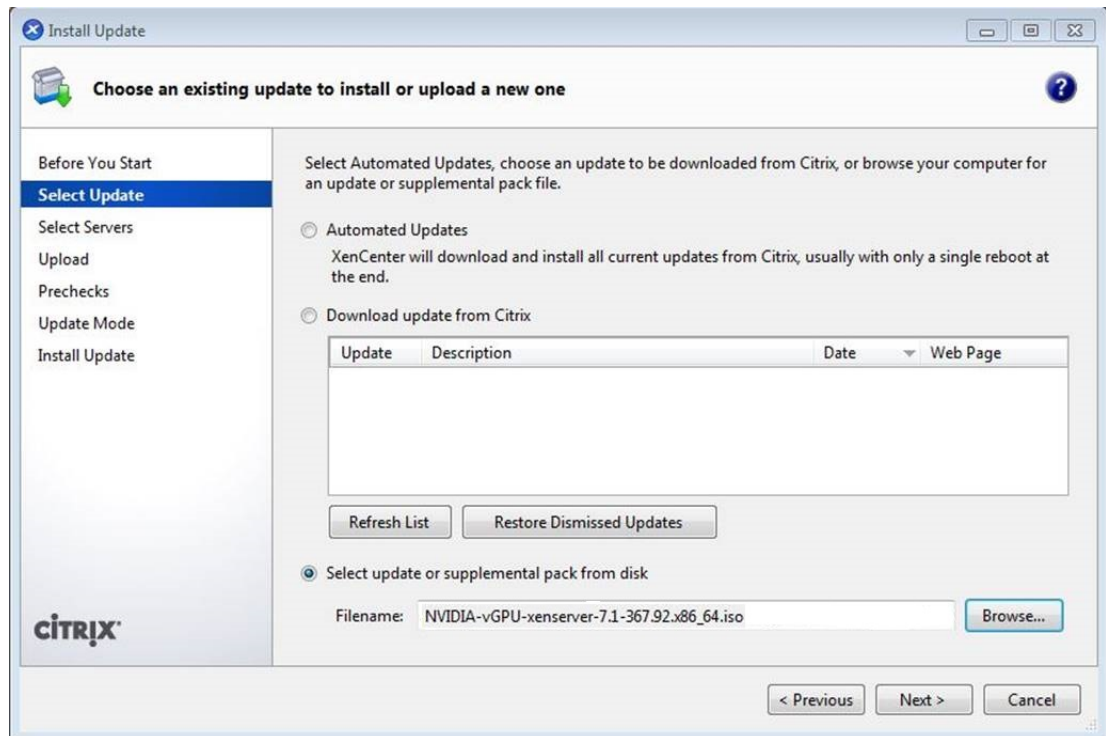 Install Update
Choose an existing update to install or upload a new one
?
Before You Start
Select Update
Select Servers
Upload
Prechecks
Update Mode
Install Update
CİTRIX
Select Automated Updates, choose an update to be downloaded from Citrix, or browse your computer for
an update or supplemental pack file.
Automated Updates
XenCenter will download and install all current updates from Citrix, usually with only a single reboot at
the end.
Download update from Citrix
Update Description Date Web Page
Refresh List Restore Dismissed Updates
Select update or supplemental pack from disk
Filename: NVIDIA-vGPU-xenserver-7.1-367.92.x86_64.iso Browse...
< Previous Next > Cancel